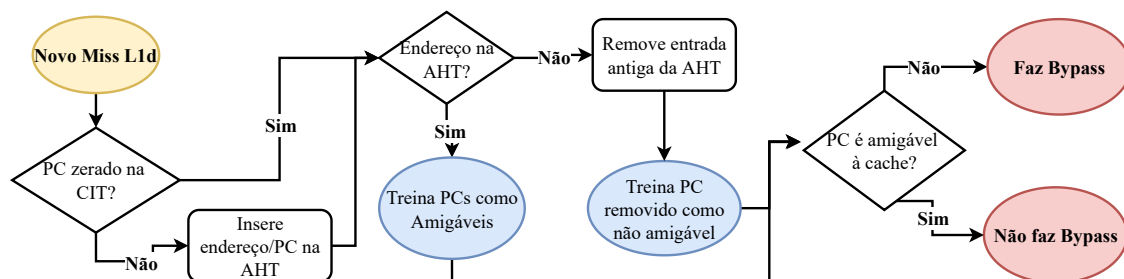 Novo Miss L1d
PC zerado na
CIT?
Sim
Não
Insere
endereço/PC na
AHT
Endereço na
AHT?
Não
Sim
Treina PCs como
Amigáveis
Remove entrada
antiga da AHT
Treina PC
removido como
não amigável
PC é amigável
à cache?
Não
Faz Bypass
Sim
Não faz Bypass